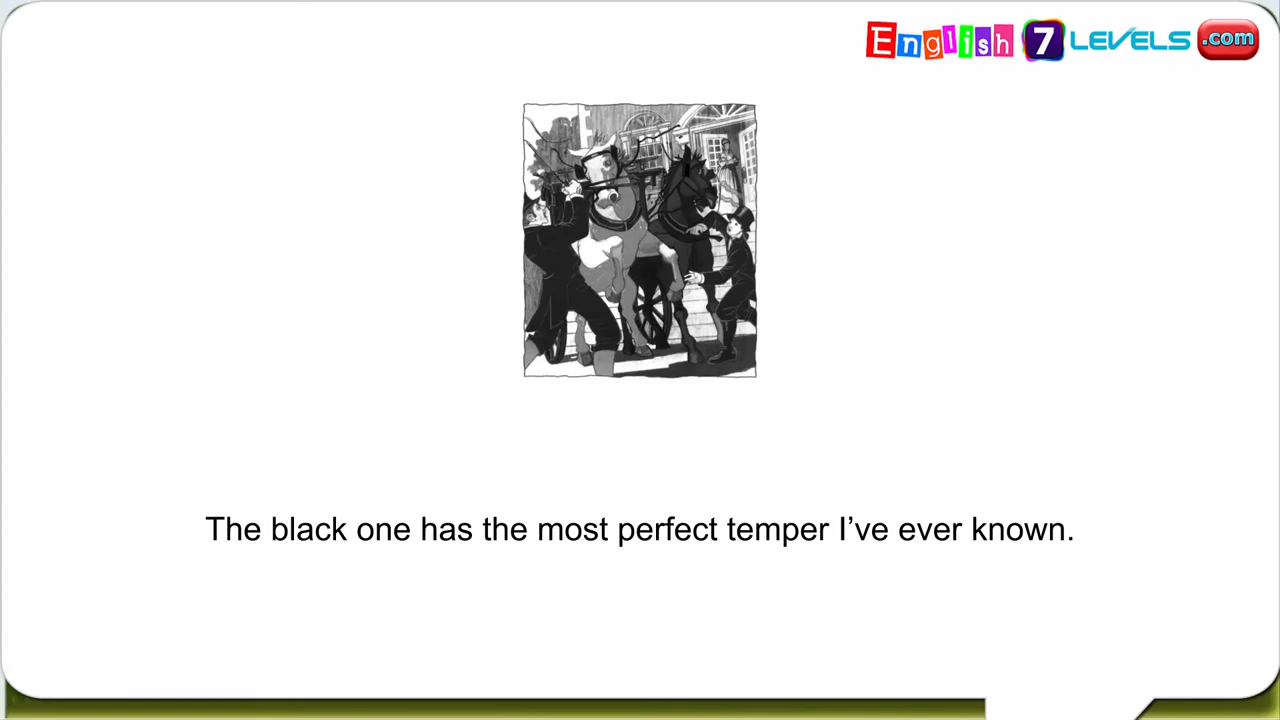 English 7 LEVELS .com
The black one has the most perfect temper I’ve ever known.